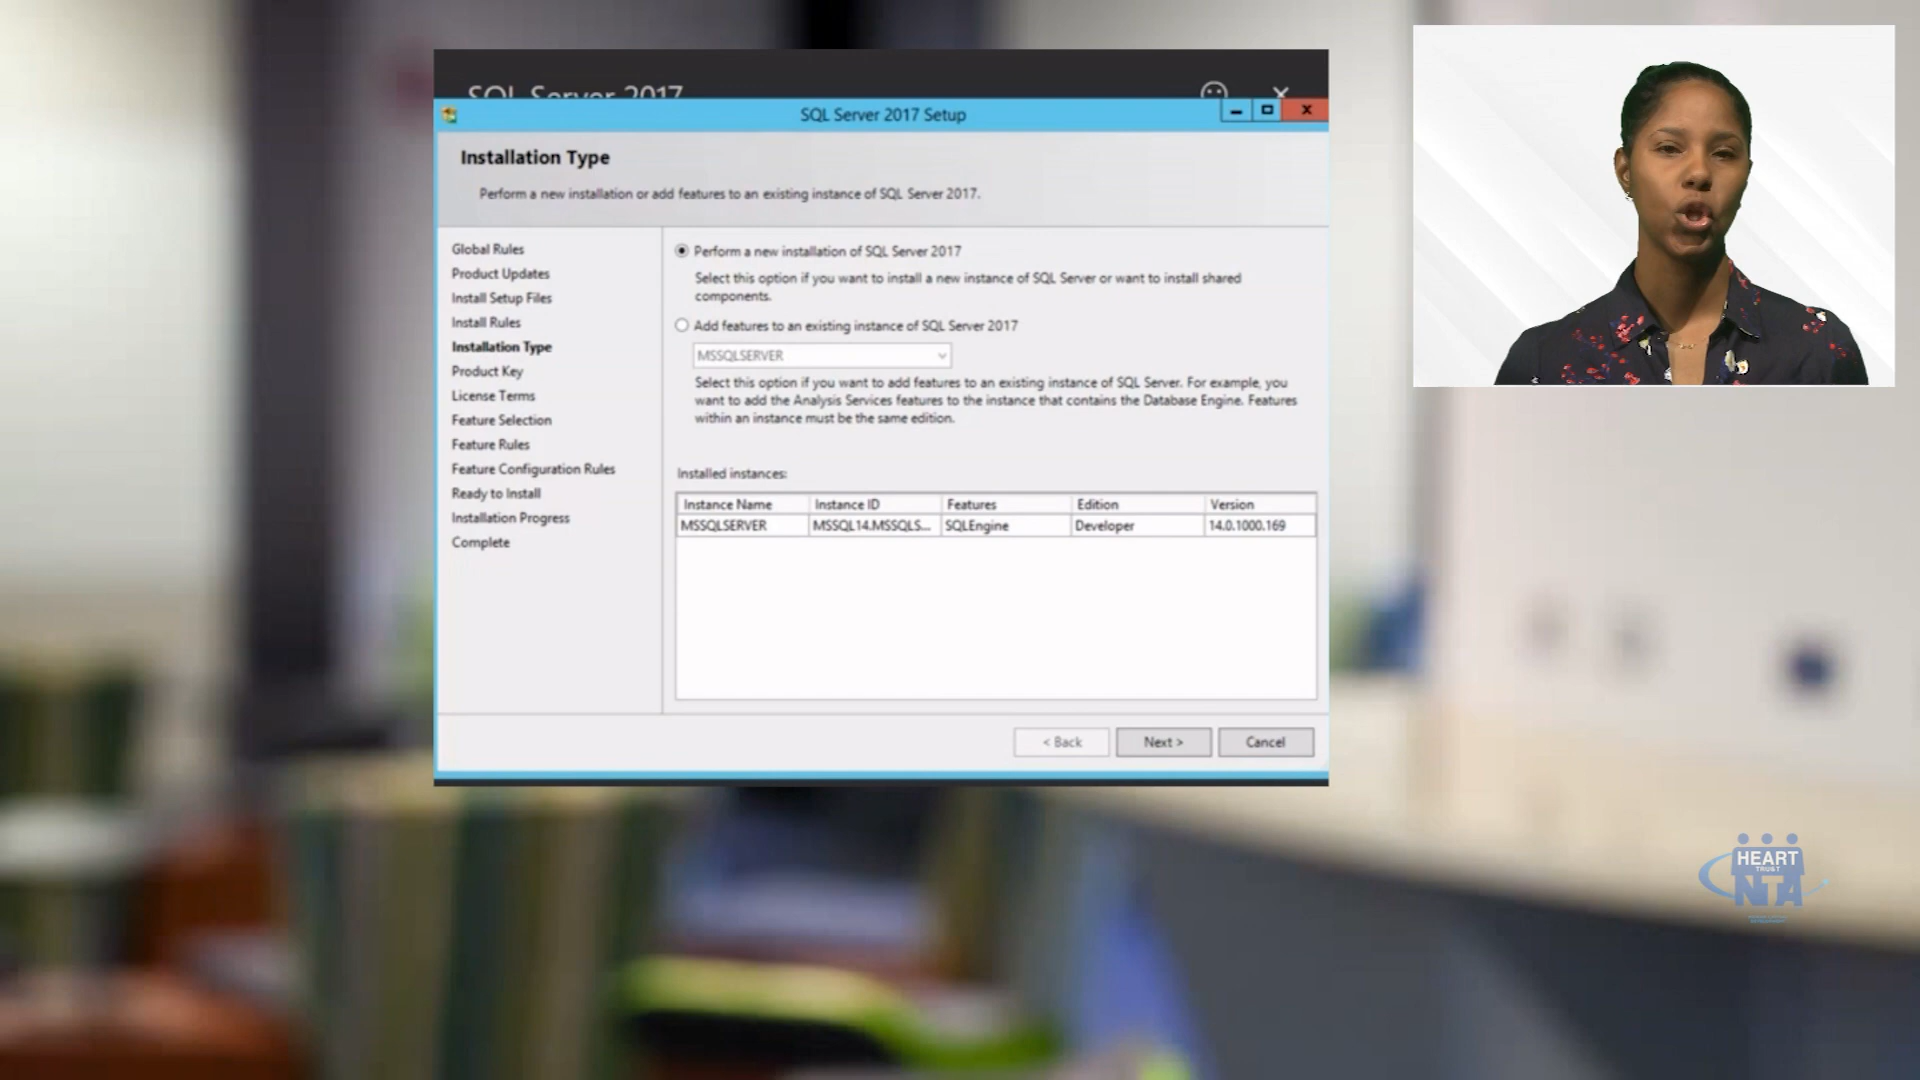 SQL Server 2017
SQL Server 2017 Setup
Installation Type
Perform a new installation or add features to an existing instance of SQL Server 2017.
Global Rules
Product Updates
Install Setup Files
Install Rules
Installation Type
Product Key
License Terms
Feature Selection
Feature Rules
Feature Configuration Rules
Ready to Install
Installation Progress
Complete
Perform a new installation of SQL Server 2017
Select this option if you want to install a new instance of SQL Server or want to install shared
components.
Add features to an existing instance of SQL Server 2017
MSSQLSERVER
Select this option if you want to add features to an existing instance of SQL Server. For example, you
want to add the Analysis Services features to the instance that contains the Database Engine. Features
within an instance must be the same edition.
Installed instances:
Instance Name Instance ID Features Edition Version
MSSQLSERVER MSSQL14.MSSQLS... SQLEngine Developer 14.0.1000.169
< Back Next > Cancel
HEART
TRUST
NTA